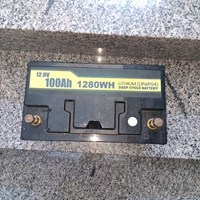 12.8V
100Ah 1280WH
LITHIUM (LiFePO4)
DEEP CYCLE BATTERY